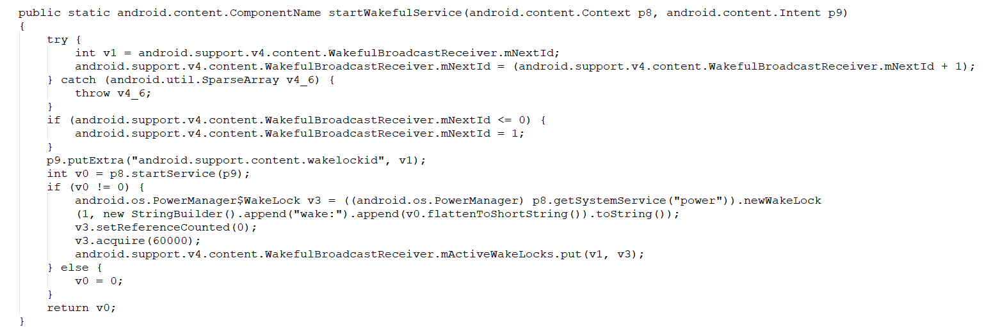 public static android.content.ComponentName startWakefulService(android.content.Context p8, android.content.Intent p9)
{
try {
int v1 = android.support.v4.content.WakefulBroadcastReceiver.mNextId;
android.support.v4.content.WakefulBroadcastReceiver.mNextId = (android.support.v4.content.WakefulBroadcastReceiver.mNextId + 1);
} catch (android.util.SparseArray v4_6) {
throw v4_6;
}
if (android.support.v4.content.WakefulBroadcastReceiver.mNextId <= 0) {
android.support.v4.content.WakefulBroadcastReceiver.mNextId = 1;
}
p9.putExtra("android.support.content.wakelockid", v1);
int v0 = p8.startService(p9);
if (v0 != 0) {
android.os.PowerManager$WakeLock v3 = ((android.os.PowerManager) p8.getSystemService("power")).newWakeLock
(1, new StringBuilder().append("wake:").append(v0.flattenToShortString()).toString());
v3.setReferenceCounted(0);
v3.acquire(60000);
android.support.v4.content.WakefulBroadcastReceiver.mActiveWakeLocks.put(v1, v3);
} else {
v0 = 0;
}
return v0;
}